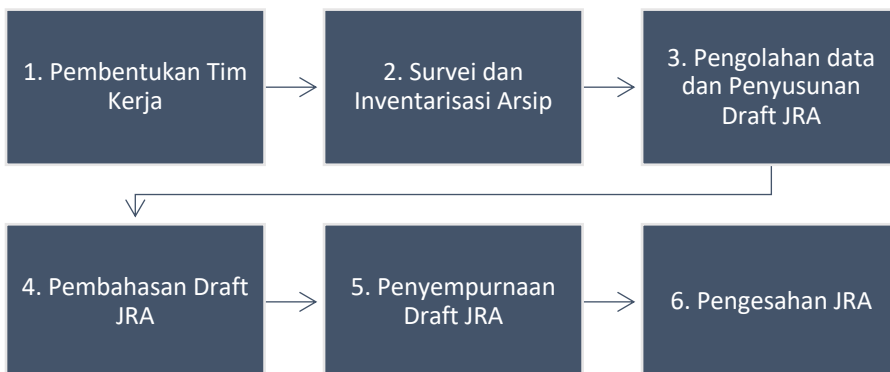 1. Pembentukan Tim
Kerja
2. Survei dan
Inventarisasi Arsip
3. Pengolahan data
dan Penyusunan
Draft JRA
4. Pembahasan Draft
JRA
5. Penyempurnaan
Draft JRA
6. Pengesahan JRA